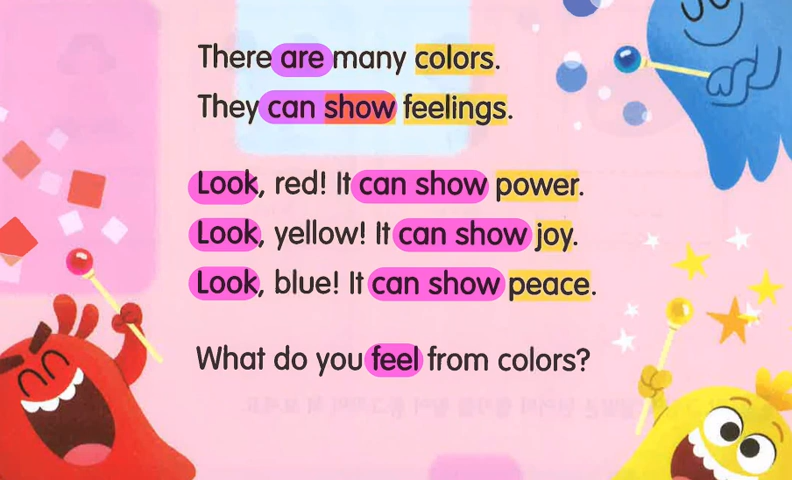 There are many colors.
They can show feelings.
Look, red! It can show power.
Look, yellow! It can show joy.
Look, blue! It can show peace.
What do you feel from colors?